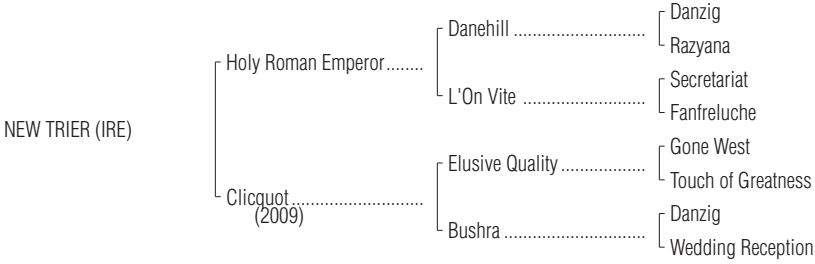 Danzig
Danehill ............................
Razyana
Holy Roman Emperor........
Secretariat
L'On Vite ..........................
Fanfreluche
NEW TRIER (IRE)
Gone West
Elusive Quality ..................
Touch of Greatness
Clicquot ............................
(2009)
Danzig
Bushra ..............................
Wedding Reception